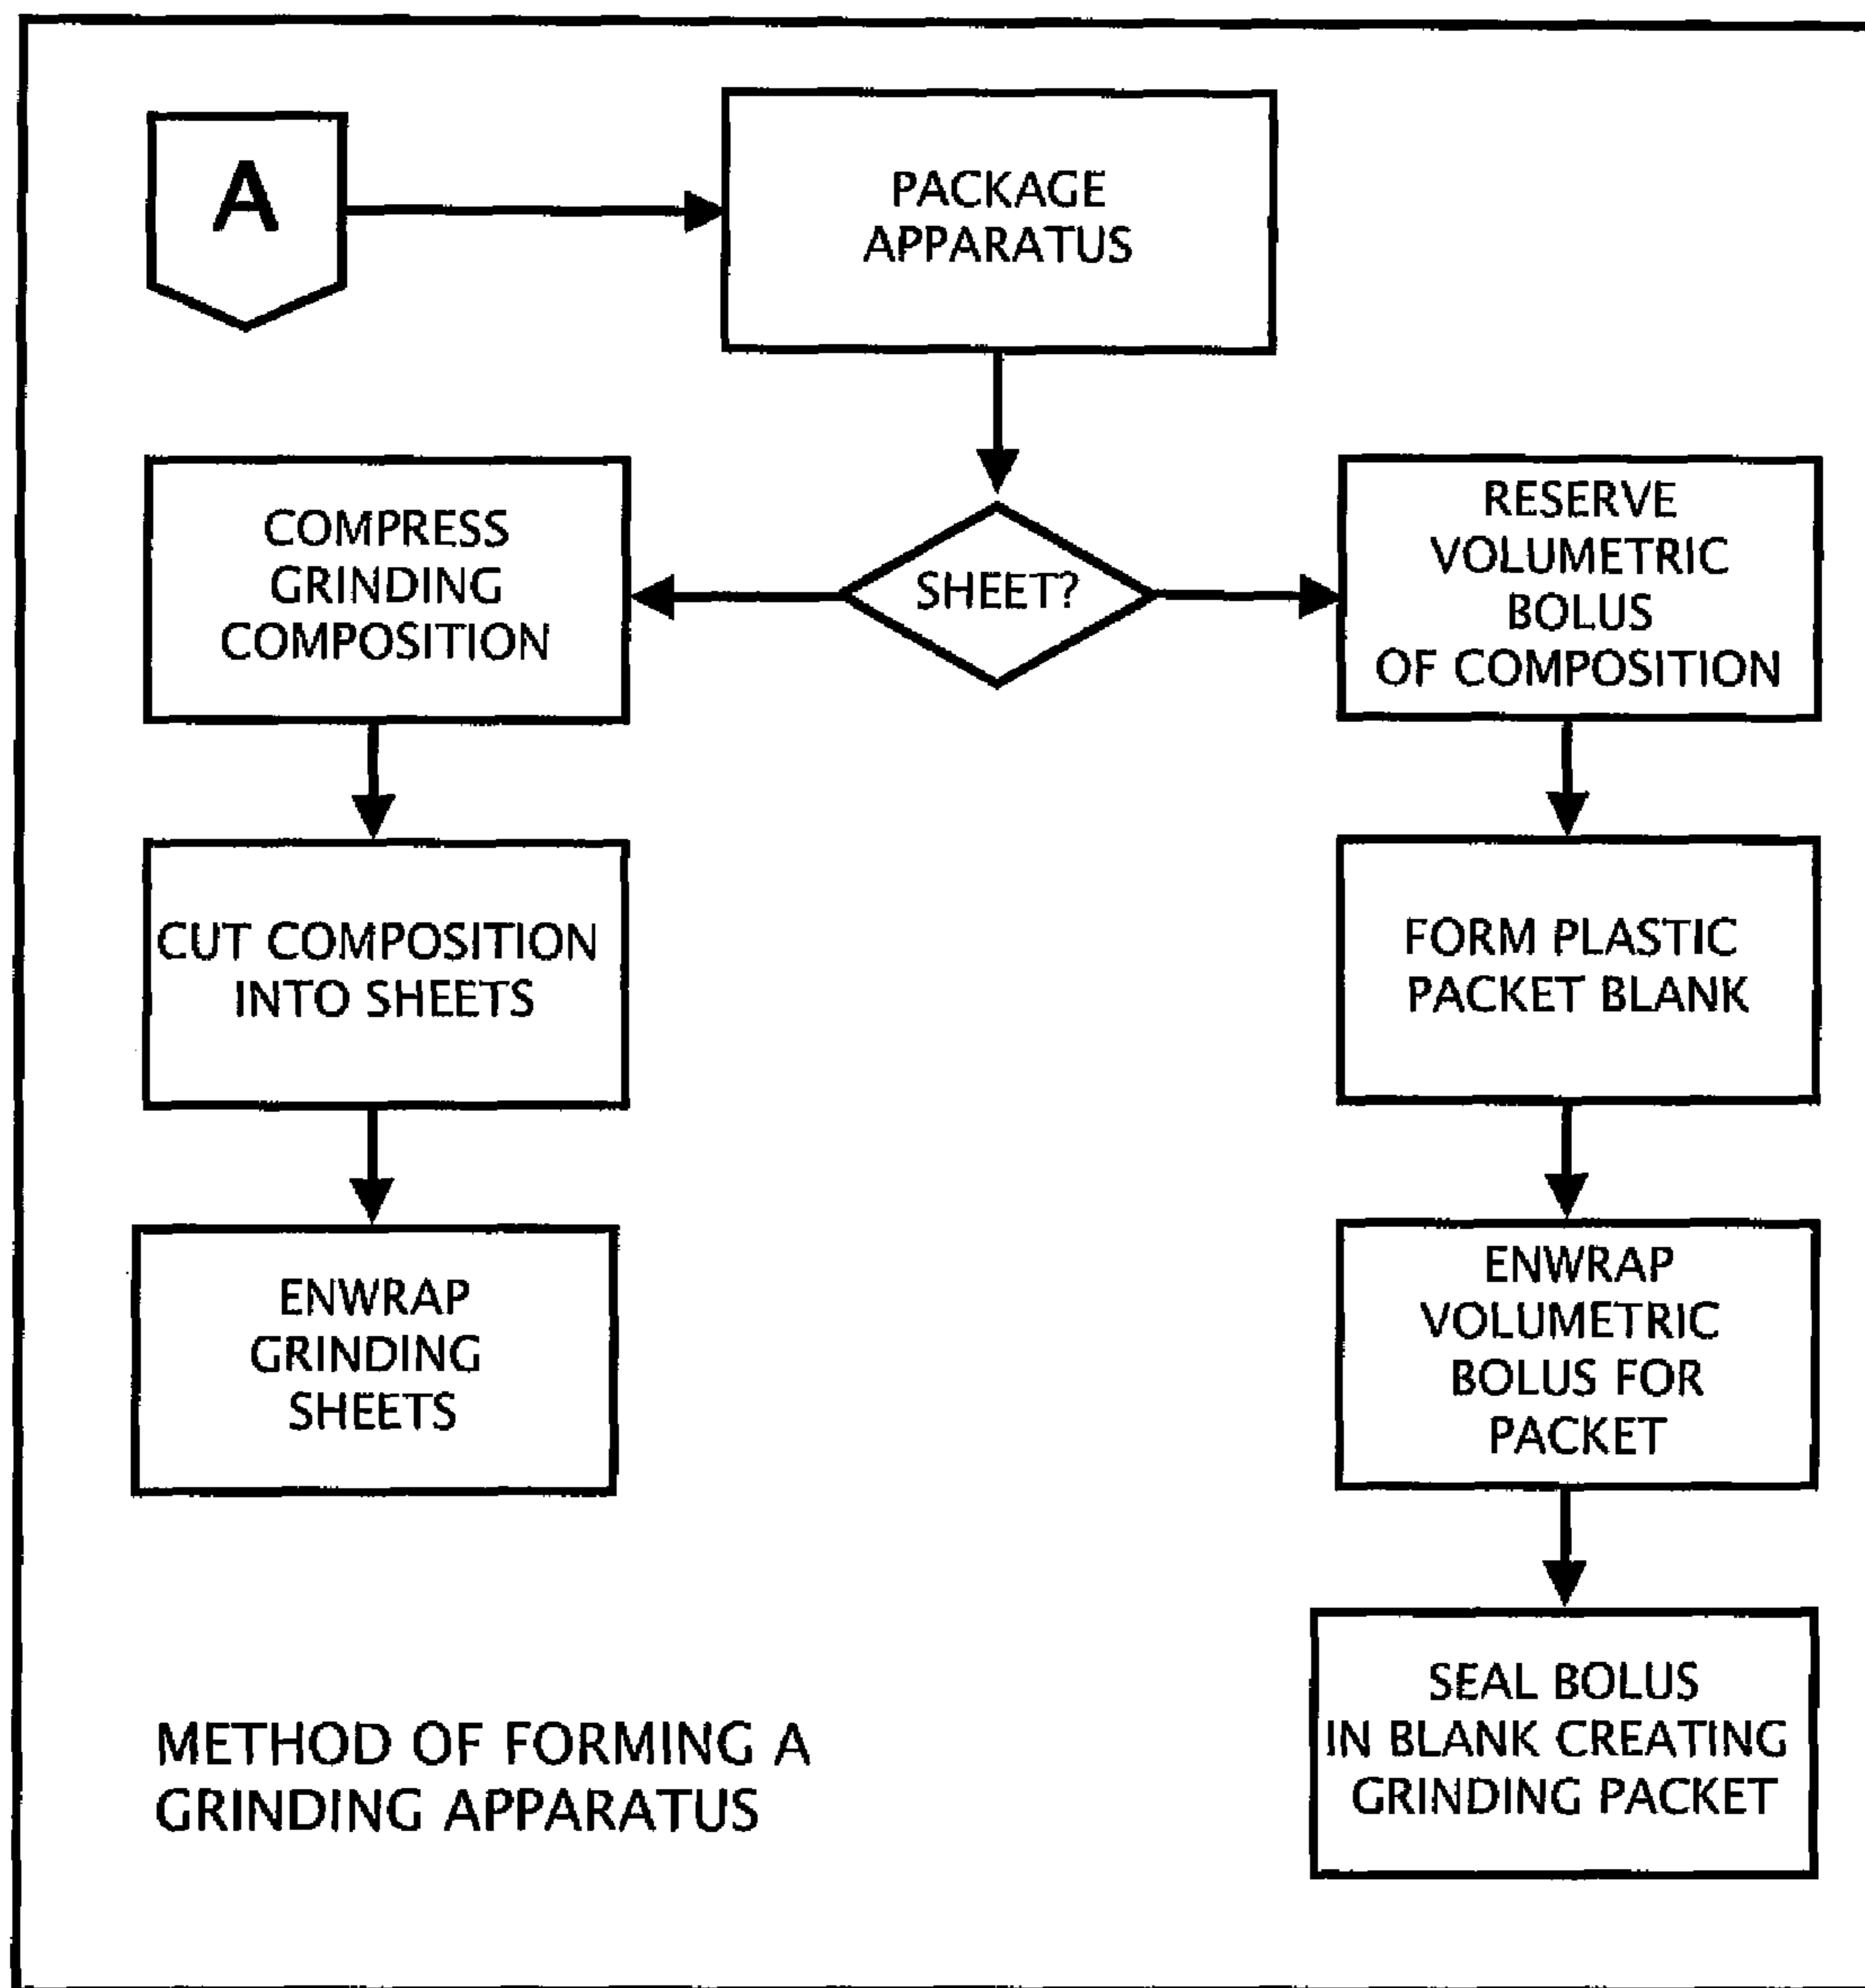 A
PACKAGE
APPARATUS
SHEET?
COMPRESS
GRINDING
COMPOSITION
CUT COMPOSITION
INTO SHEETS
ENWRAP
GRINDING
SHEETS
RESERVE
VOLUMETRIC
BOLUS
OF COMPOSITION
FORM PLASTIC
PACKET BLANK
ENWRAP
VOLUMETRIC
BOLUS FOR
PACKET
SEAL BOLUS
IN BLANK CREATING
GRINDING PACKET
METHOD OF FORMING A
GRINDING APPARATUS